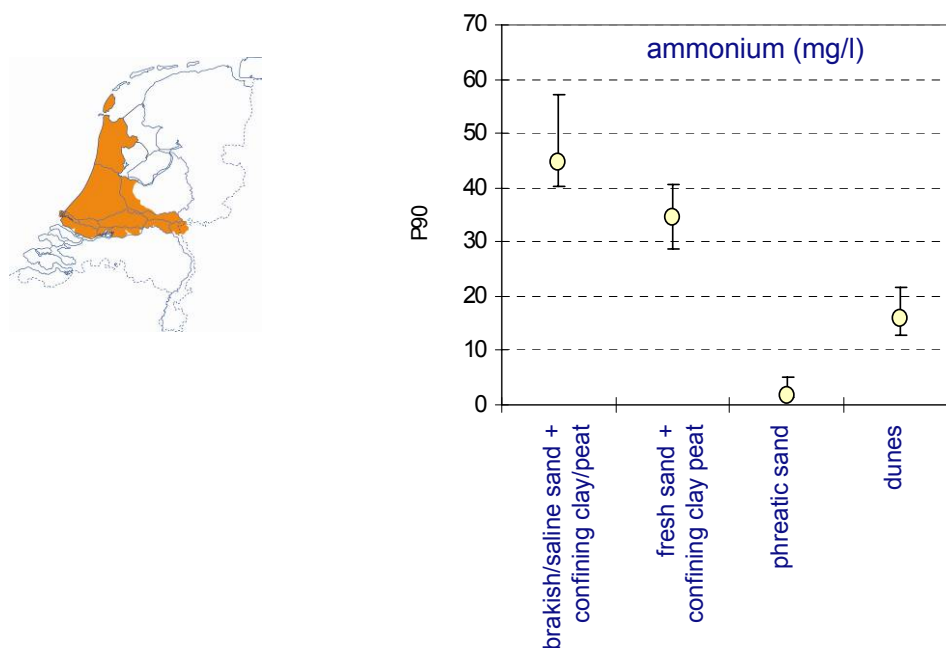 ammonium (mg/l)
P90
70
60
50
40
30
20
10
0
brakish/saline sand +
confining clay/peat
fresh sand +
confining clay peat
phreatic sand
dunes